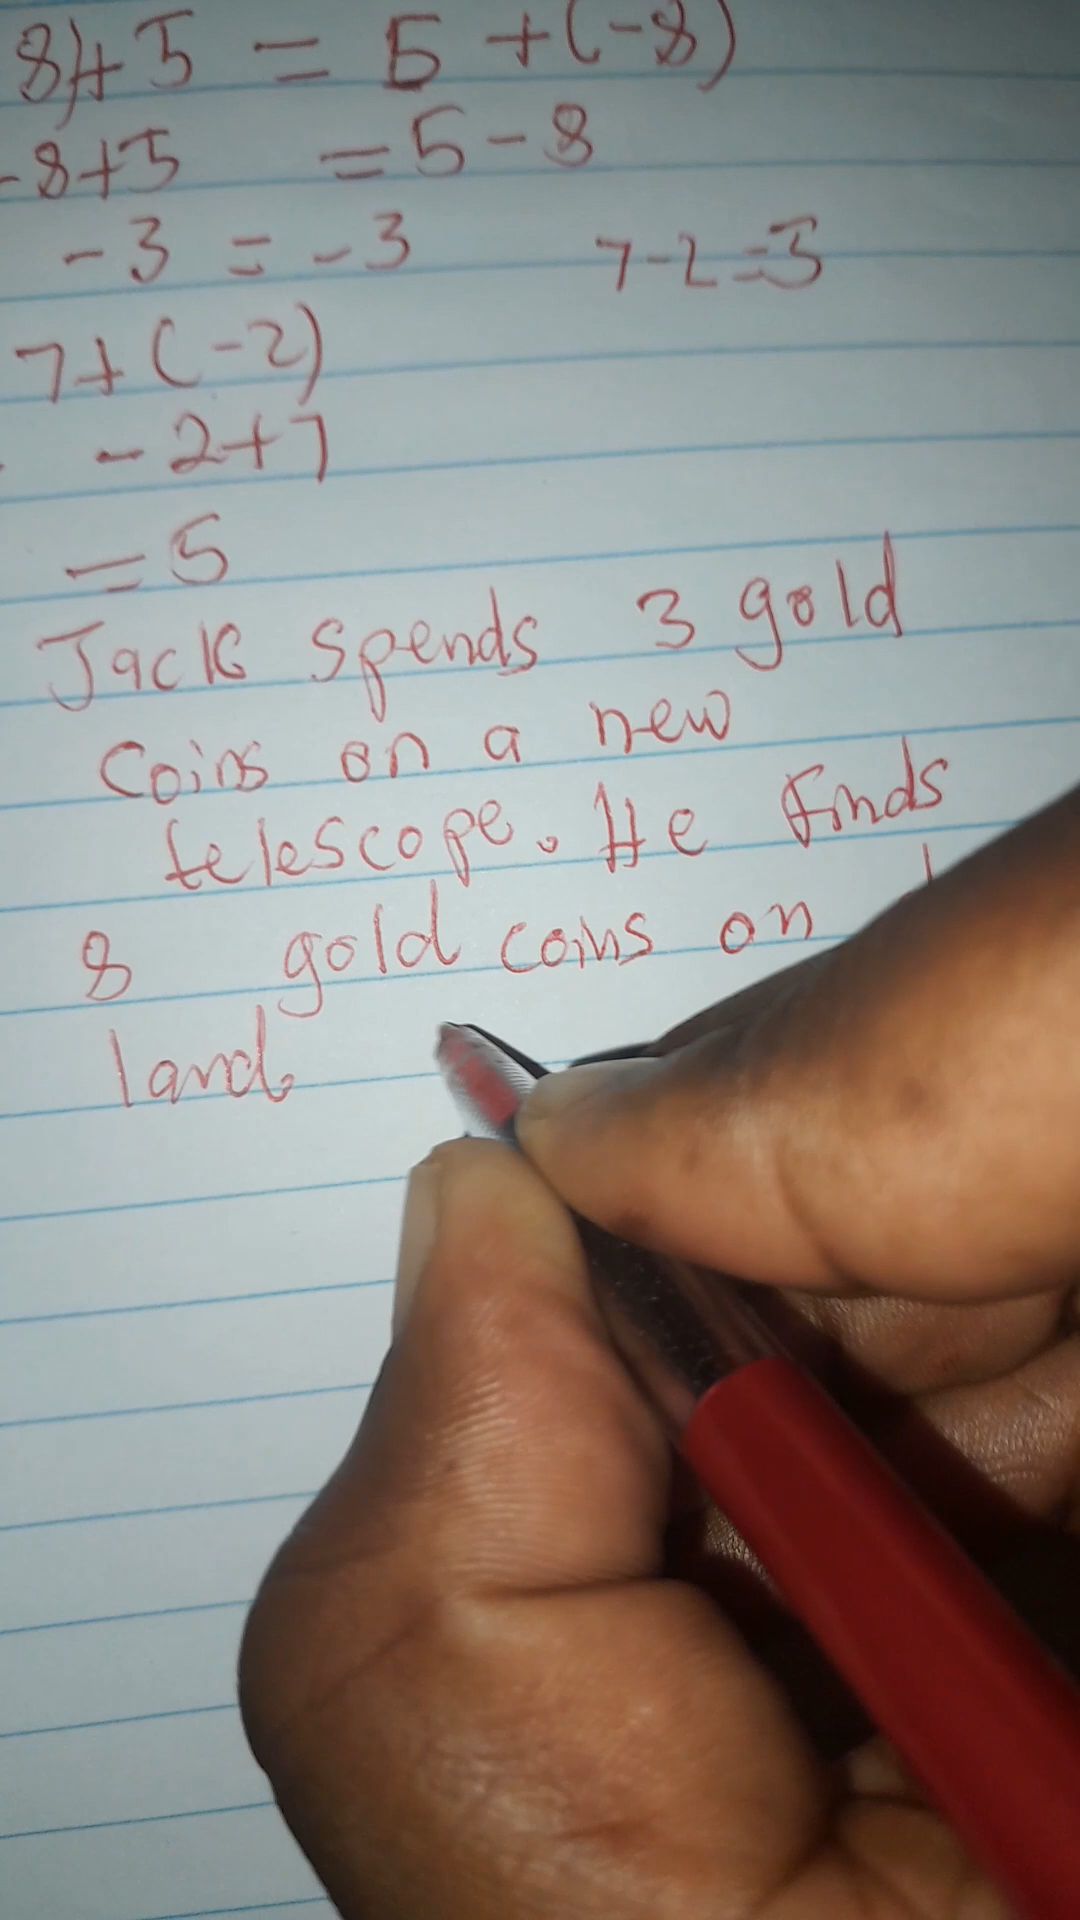 8)+5 = 5 +(-8)
-8+5 = 5 - 8
-3 = -3 7-2=5
7+(-2)
-2+7
= 5
Jack spends 3 gold
coins on a new
telescope. He finds
8 gold coins on
land.